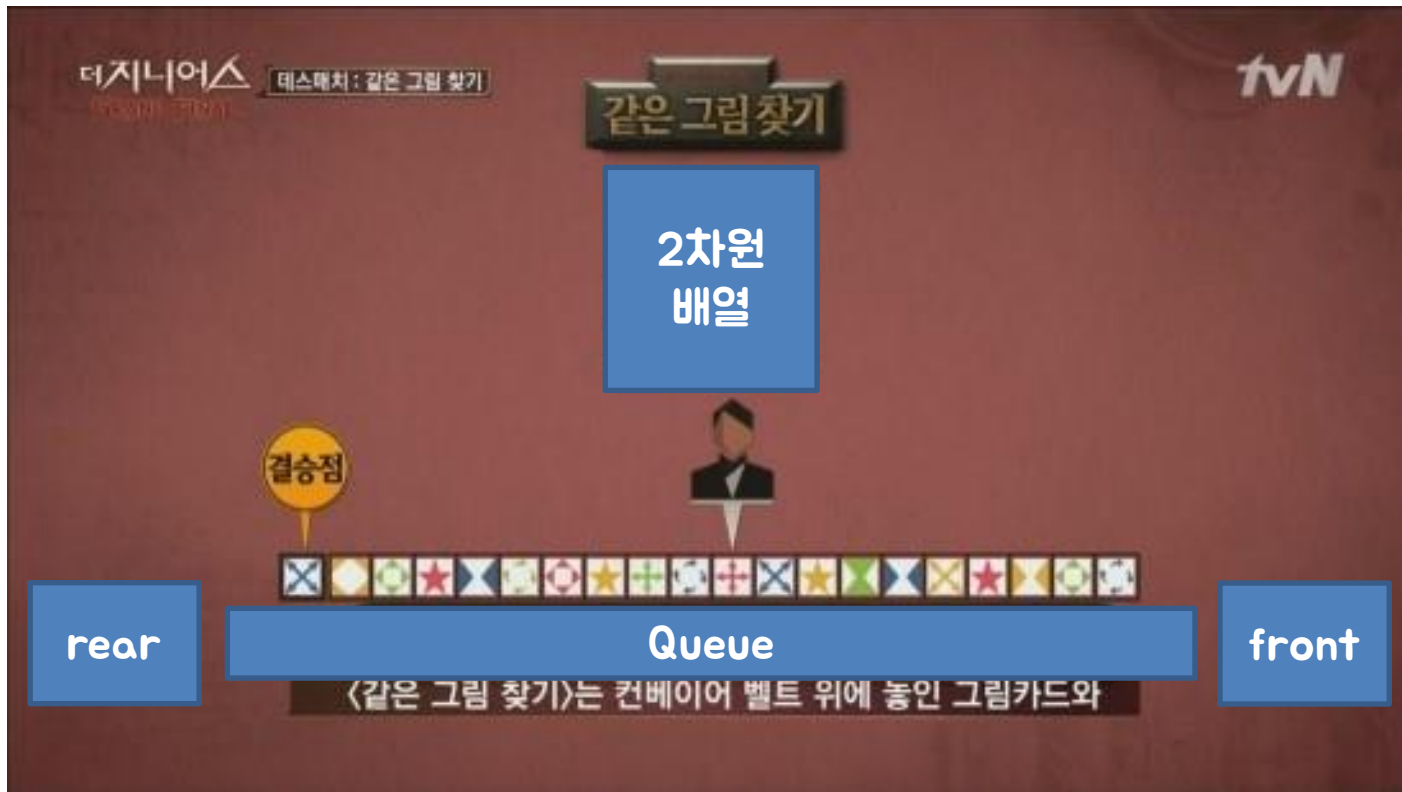 더 지니어스
데스매치 : 같은 그림 찾기
같은 그림 찾기
tvN
2차원
배열
결승점
rear
Queue
front
<같은 그림 찾기>는 컨베이어 벨트 위에 놓인 그림카드와